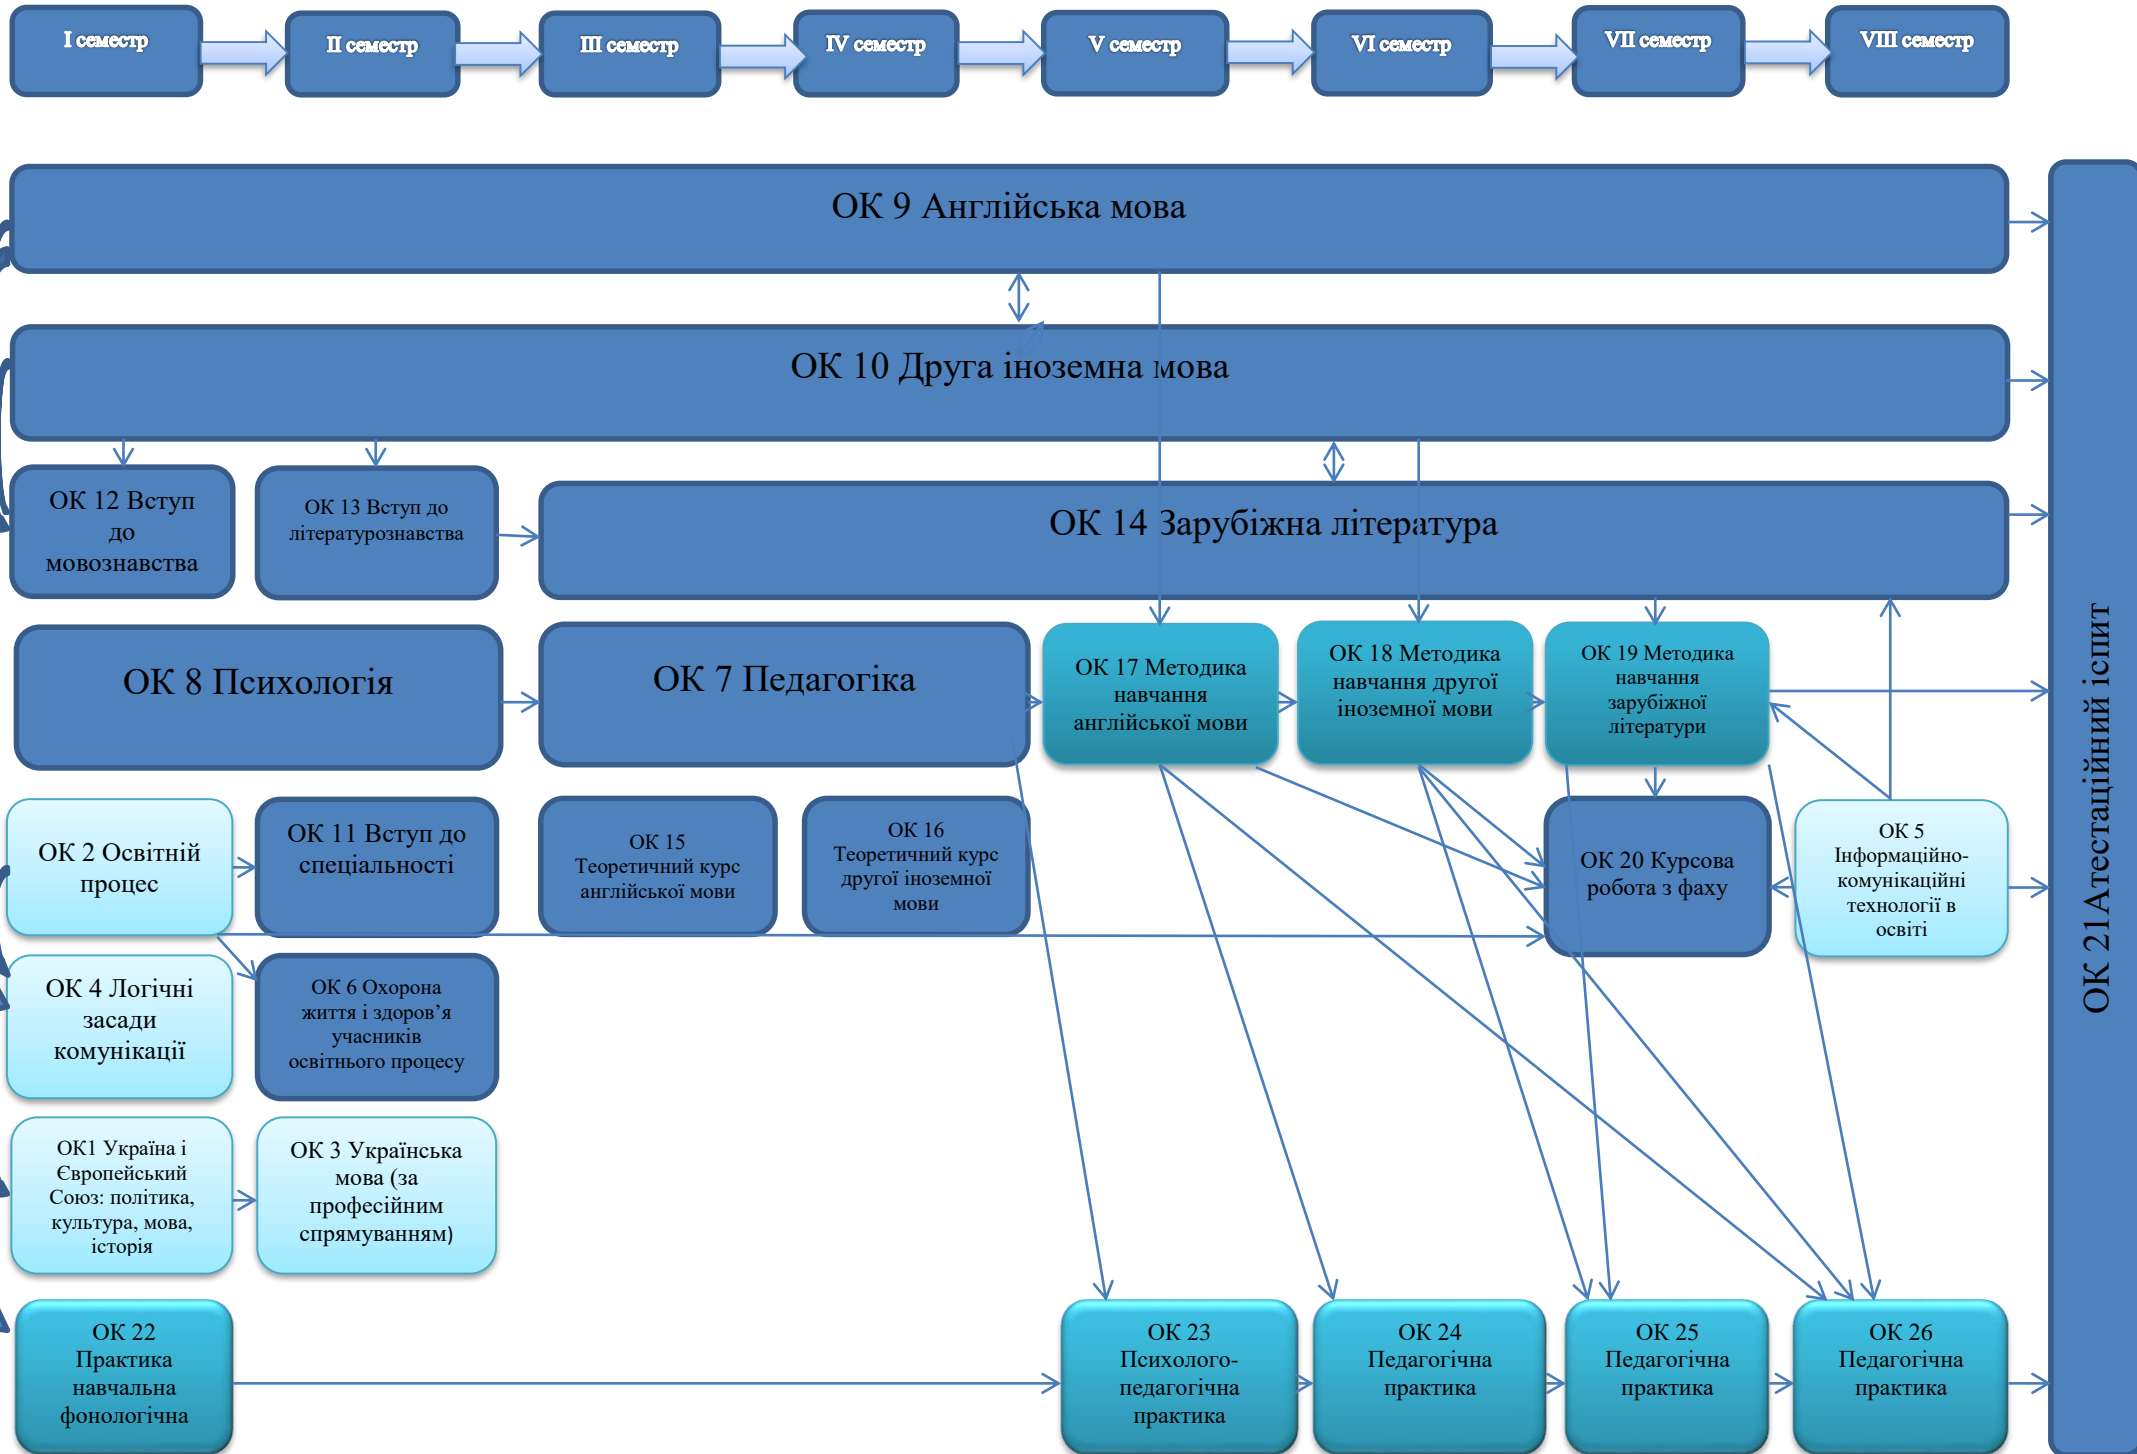 I семестр
II семестр
III семестр
IV семестр
V семестр
VI семестр
VII семестр
VIII семестр
ОК 9 Англійська мова
ОК 10 Друга іноземна мова
ОК 12 Вступ
до
мовознавства
ОК 13 Вступ до
літературознавства
ОК 14 Зарубіжна література
ОК 8 Психологія
ОК 7 Педагогіка
ОК 17 Методика
навчання
англійської мови
ОК 18 Методика
навчання другої
іноземної мови
ОК 19 Методика
навчання
зарубіжної
літератури
ОК 2 Освітній
процес
ОК 11 Вступ до
спеціальності
ОК 15
Теоретичний курс
англійської мови
ОК 16
Теоретичний курс
другої іноземної
мови
ОК 20 Курсова
робота з фаху
ОК 5
Інформаційно-
комунікаційні
технології в
освіті
ОК 21Атестаційний іспит
ОК 4 Логічні
засади
комунікації
ОК 6 Охорона
життя і здоров’я
учасників
освітнього процесу
ОК1 Україна і
Європейський
Союз: політика,
культура, мова,
історія
ОК 3 Українська
мова (за
професійним
спрямуванням)
ОК 22
Практика
навчальна
фонологічна
ОК 23
Психолого-
педагогічна
практика
ОК 24
Педагогічна
практика
ОК 25
Педагогічна
практика
ОК 26
Педагогічна
практика